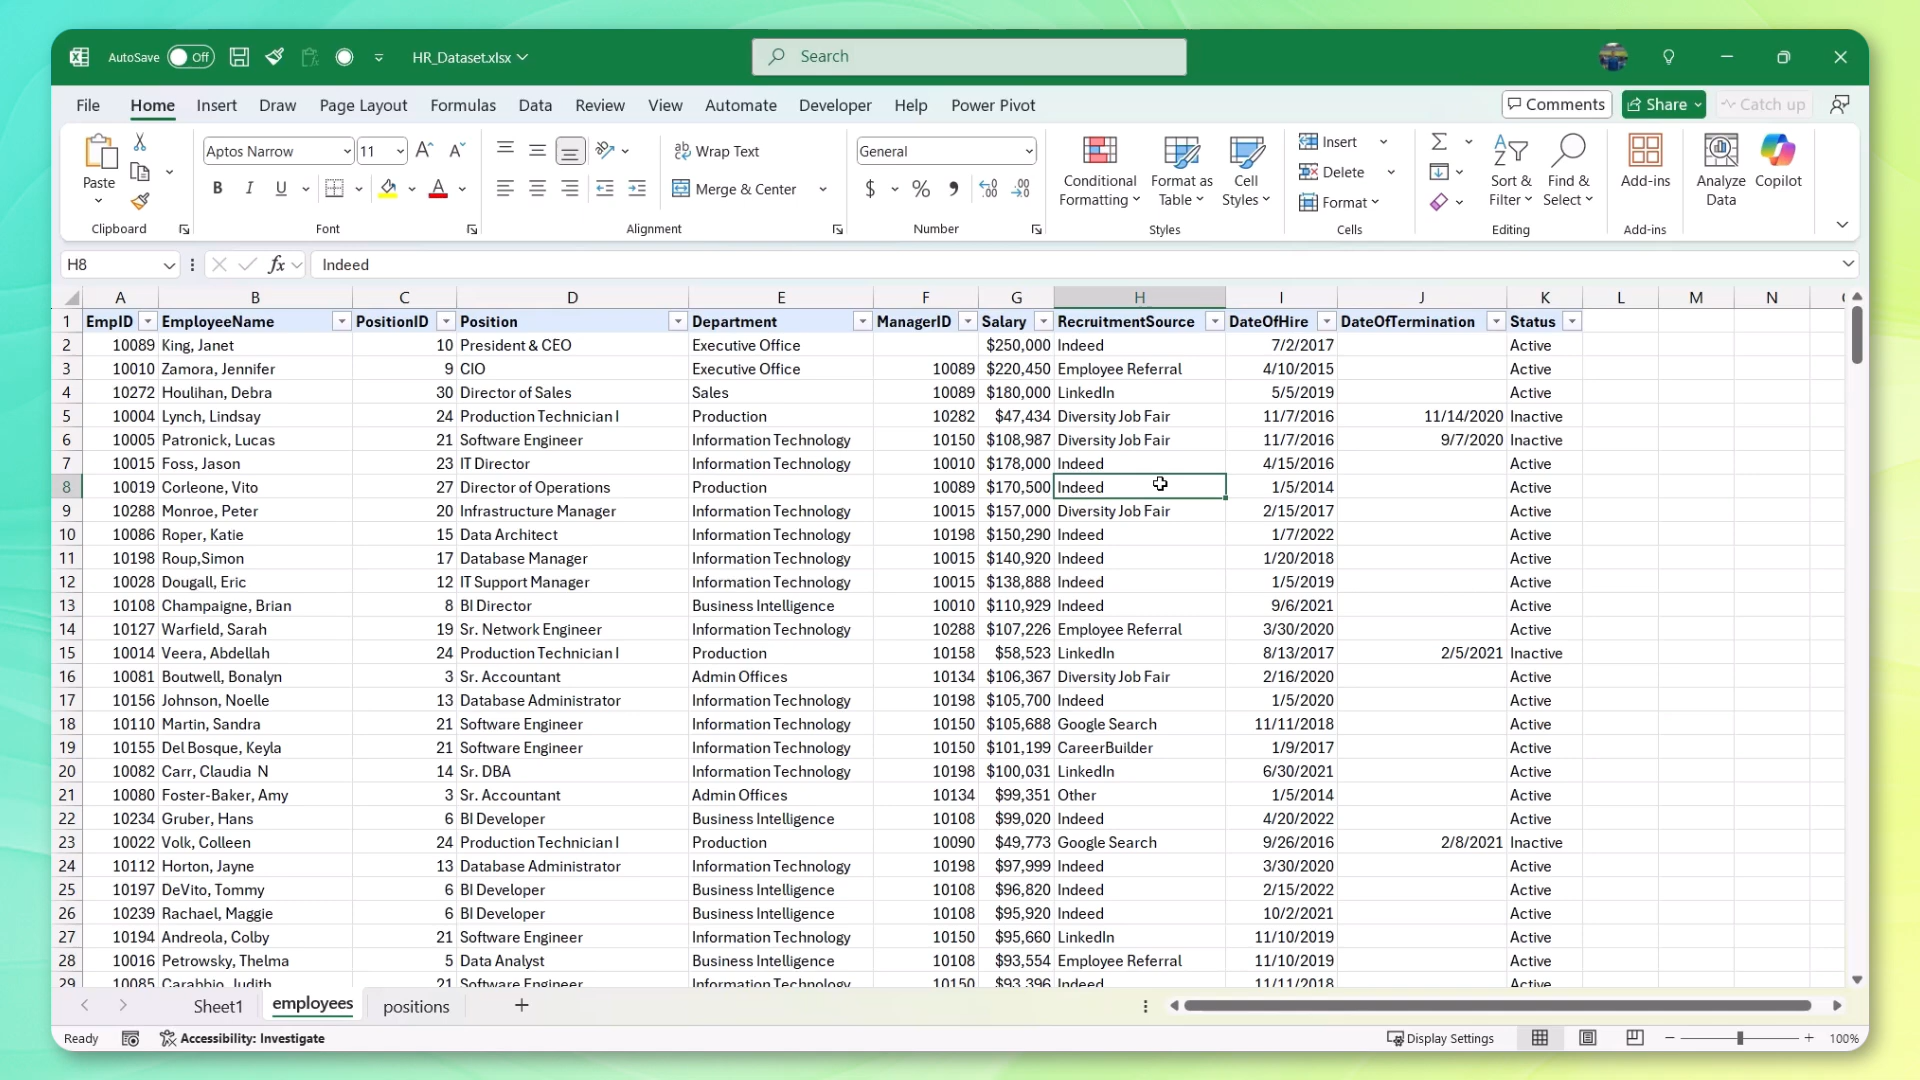 AutoSave Off HR_Dataset.xlsx Search
File Home Insert Draw Page Layout Formulas Data Review View Automate Developer Help Power Pivot Comments Share Catch up
Paste Aptos Narrow 11 Wrap Text General Conditional Formatting Format as Table Cell Styles Insert Sort & Filter Find & Select Add-ins Analyze Data Copilot
B I U A Merge & Center $ % Delete
Format
Clipboard Font Alignment Number Styles Cells Editing Add-ins
H8 fx Indeed
A B C D E F G H I J K L M N
1 EmpID EmployeeName PositionID Position Department ManagerID Salary RecruitmentSource DateOfHire DateOfTermination Status
2 10089 King, Janet 10 President & CEO Executive Office $250,000 Indeed 7/2/2017 Active
3 10010 Zamora, Jennifer 9 CIO Executive Office 10089 $220,450 Employee Referral 4/10/2015 Active
4 10272 Houlihan, Debra 30 Director of Sales Sales 10089 $180,000 LinkedIn 5/5/2019 Active
5 10004 Lynch, Lindsay 24 Production Technician I Production 10282 $47,434 Diversity Job Fair 11/7/2016 11/14/2020 Inactive
6 10005 Patronick, Lucas 21 Software Engineer Information Technology 10150 $108,987 Diversity Job Fair 11/7/2016 9/7/2020 Inactive
7 10015 Foss, Jason 23 IT Director Information Technology 10010 $178,000 Indeed 4/15/2016 Active
8 10019 Corleone, Vito 27 Director of Operations Production 10089 $170,500 Indeed 1/5/2014 Active
9 10288 Monroe, Peter 20 Infrastructure Manager Information Technology 10015 $157,000 Diversity Job Fair 2/15/2017 Active
10 10086 Roper, Katie 15 Data Architect Information Technology 10198 $150,290 Indeed 1/7/2022 Active
11 10198 Roup,Simon 17 Database Manager Information Technology 10015 $140,920 Indeed 1/20/2018 Active
12 10028 Dougall, Eric 12 IT Support Manager Information Technology 10015 $138,888 Indeed 1/5/2019 Active
13 10108 Champaigne, Brian 8 BI Director Business Intelligence 10010 $110,929 Indeed 9/6/2021 Active
14 10127 Warfield, Sarah 19 Sr. Network Engineer Information Technology 10288 $107,226 Employee Referral 3/30/2020 Active
15 10014 Veera, Abdellah 24 Production Technician I Production 10158 $58,523 LinkedIn 8/13/2017 2/5/2021 Inactive
16 10081 Boutwell, Bonalyn 3 Sr. Accountant Admin Offices 10134 $106,367 Diversity Job Fair 2/16/2020 Active
17 10156 Johnson, Noelle 13 Database Administrator Information Technology 10198 $105,700 Indeed 1/5/2020 Active
18 10110 Martin, Sandra 21 Software Engineer Information Technology 10150 $105,688 Google Search 11/11/2018 Active
19 10155 Del Bosque, Keyla 21 Software Engineer Information Technology 10150 $101,199 CareerBuilder 1/9/2017 Active
20 10082 Carr, Claudia N 14 Sr. DBA Information Technology 10198 $100,031 LinkedIn 6/30/2021 Active
21 10080 Foster-Baker, Amy 3 Sr. Accountant Admin Offices 10134 $99,351 Other 1/5/2014 Active
22 10234 Gruber, Hans 6 BI Developer Business Intelligence 10108 $99,020 Indeed 4/20/2022 Active
23 10022 Volk, Colleen 24 Production Technician I Production 10090 $49,773 Google Search 9/26/2016 2/8/2021 Inactive
24 10112 Horton, Jayne 13 Database Administrator Information Technology 10198 $97,999 Indeed 3/30/2020 Active
25 10197 DeVito, Tommy 6 BI Developer Business Intelligence 10108 $96,820 Indeed 2/15/2022 Active
26 10239 Rachael, Maggie 6 BI Developer Business Intelligence 10108 $95,920 Indeed 10/2/2021 Active
27 10194 Andreola, Colby 21 Software Engineer Information Technology 10150 $95,660 LinkedIn 11/10/2019 Active
28 10016 Petrowsky, Thelma 5 Data Analyst Business Intelligence 10108 $93,554 Employee Referral 11/10/2019 Active
29 10085 Carabbio, Judith 21 Software Engineer Information Technology 10150 $93,396 Indeed 11/11/2018 Active
Sheet1 employees positions
Ready Accessibility: Investigate Display Settings 100%